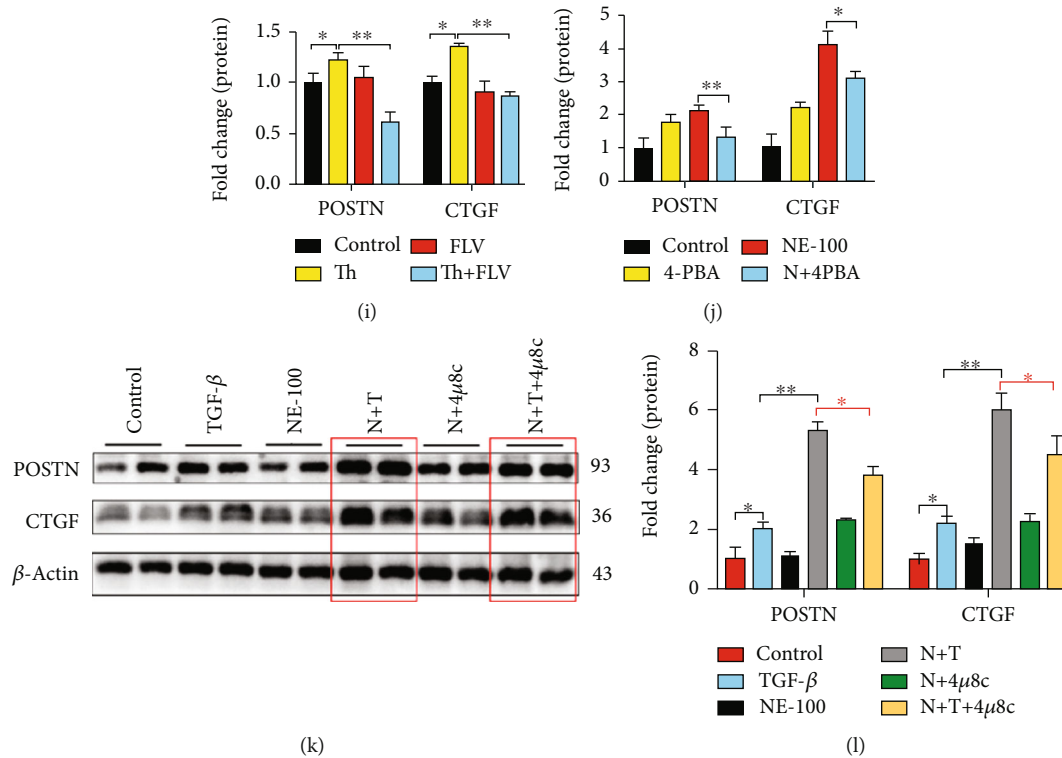 Fold change (protein)
1.5
1.0
0.5
0.0
* ** * **
POSTN CTGF
Control FLV
Th Th+FLV
(i)
Fold change (protein)
5
4
3
2
1
0
** *
POSTN CTGF
Control NE-100
4-PBA N+4PBA
(j)
Control TGF-β NE-100 N+T N+4μ8c N+T+4μ8c
POSTN 93
CTGF 36
β-Actin 43
(k)
Fold change (protein)
8
6
4
2
0
* ** * * ** *
POSTN CTGF
Control N+T
TGF-β N+4μ8c
NE-100 N+T+4μ8c
(l)